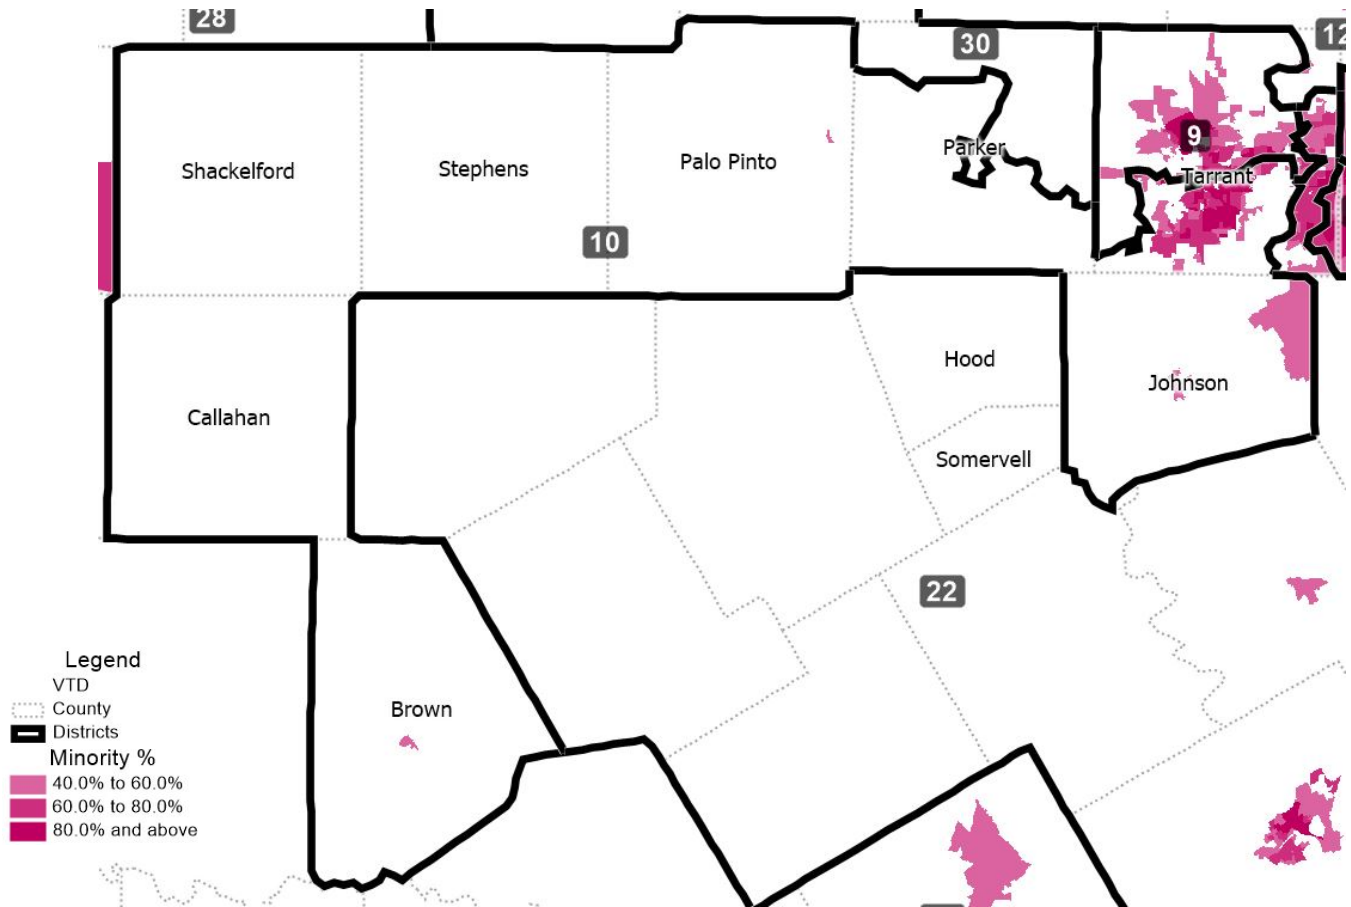 28
30
12
9
Shackelford
Stephens
Palo Pinto
Parker
Tarrant
10
Hood
Johnson
Callahan
Somervell
22
Brown
Legend
VTD
County
Districts
Minority %
40.0% to 60.0%
60.0% to 80.0%
80.0% and above